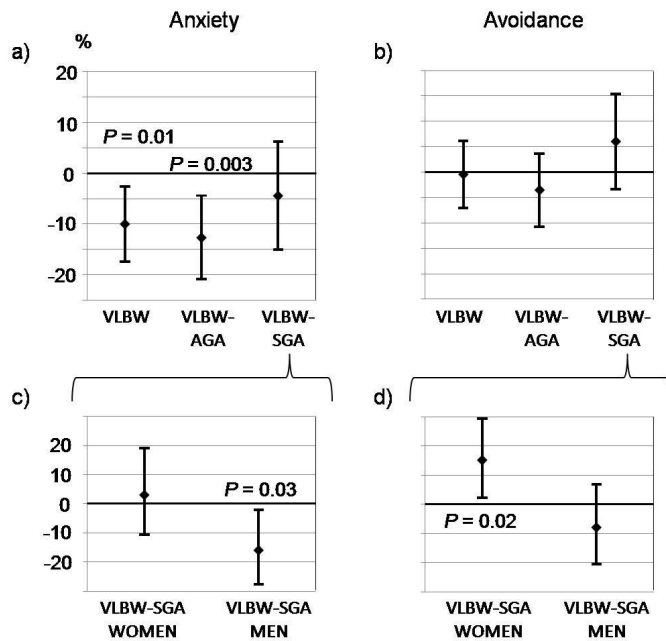 Anxiety
Avoidance
a)
%
b)
20
10
P = 0.01
P = 0.003
0
-10
-20
VLBW
VLBW-
AGA
VLBW-
SGA
VLBW
VLBW-
AGA
VLBW-
SGA
c)
d)
20
10
P = 0.03
0
P = 0.02
-10
-20
VLBW-SGA
WOMEN
VLBW-SGA
MEN
VLBW-SGA
WOMEN
VLBW-SGA
MEN